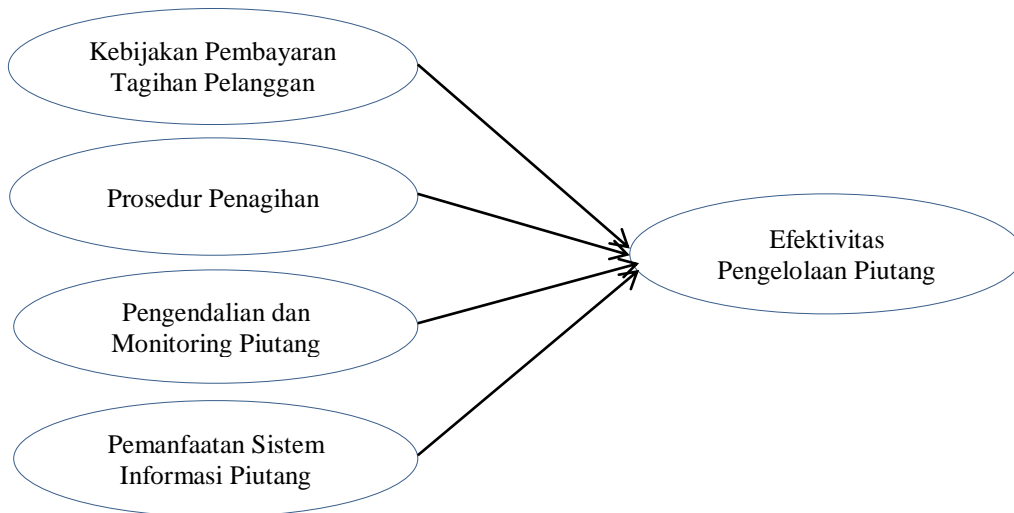 Kebijakan Pembayaran
Tagihan Pelanggan
Prosedur Penagihan
Pengendalian dan
Monitoring Piutang
Pemanfaatan Sistem
Informasi Piutang
Efektivitas
Pengelolaan Piutang